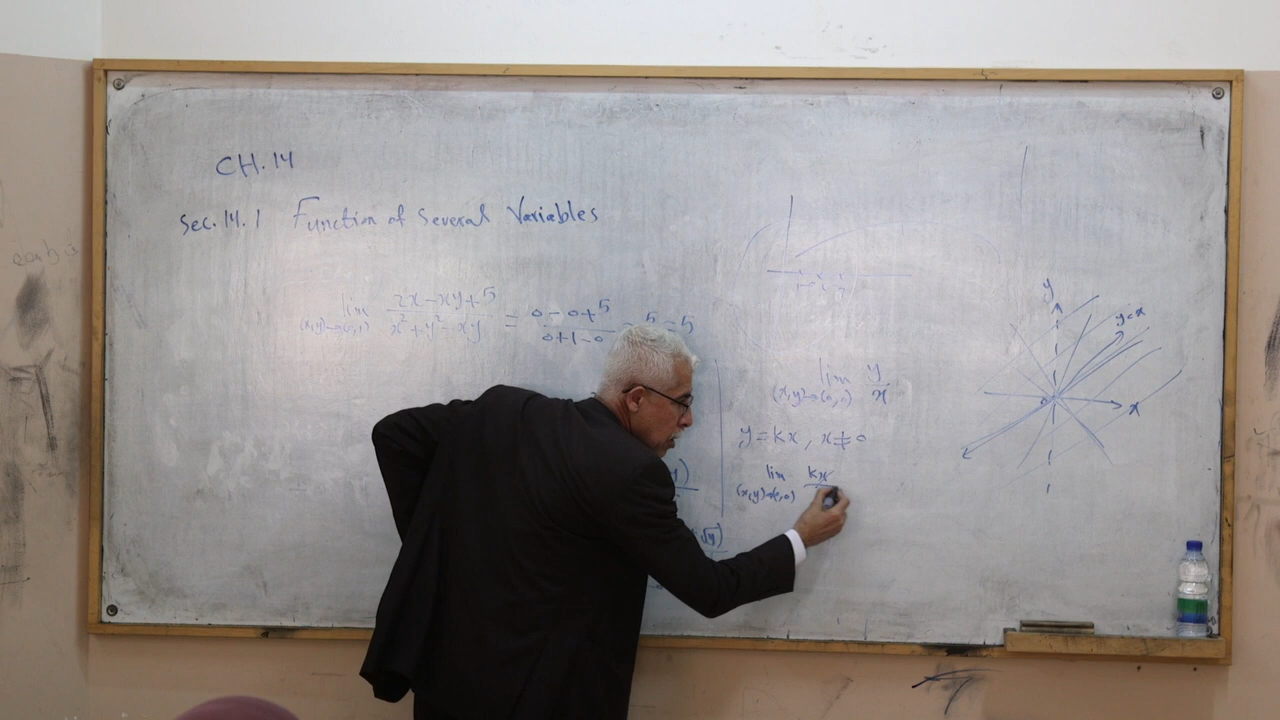 CH.14
Sec. 14.1 Function of Several Variables
lim 2x-xy+5 = 0-0+5 = 5 = 5
(x,y)→(0,1) x²+y²-xy 0+1-0
lim y
(x,y)→(0,0) x
y=kx, x≠0
lim kx
(x,y)→(0,0)
y)
√y)
y
y=x
x